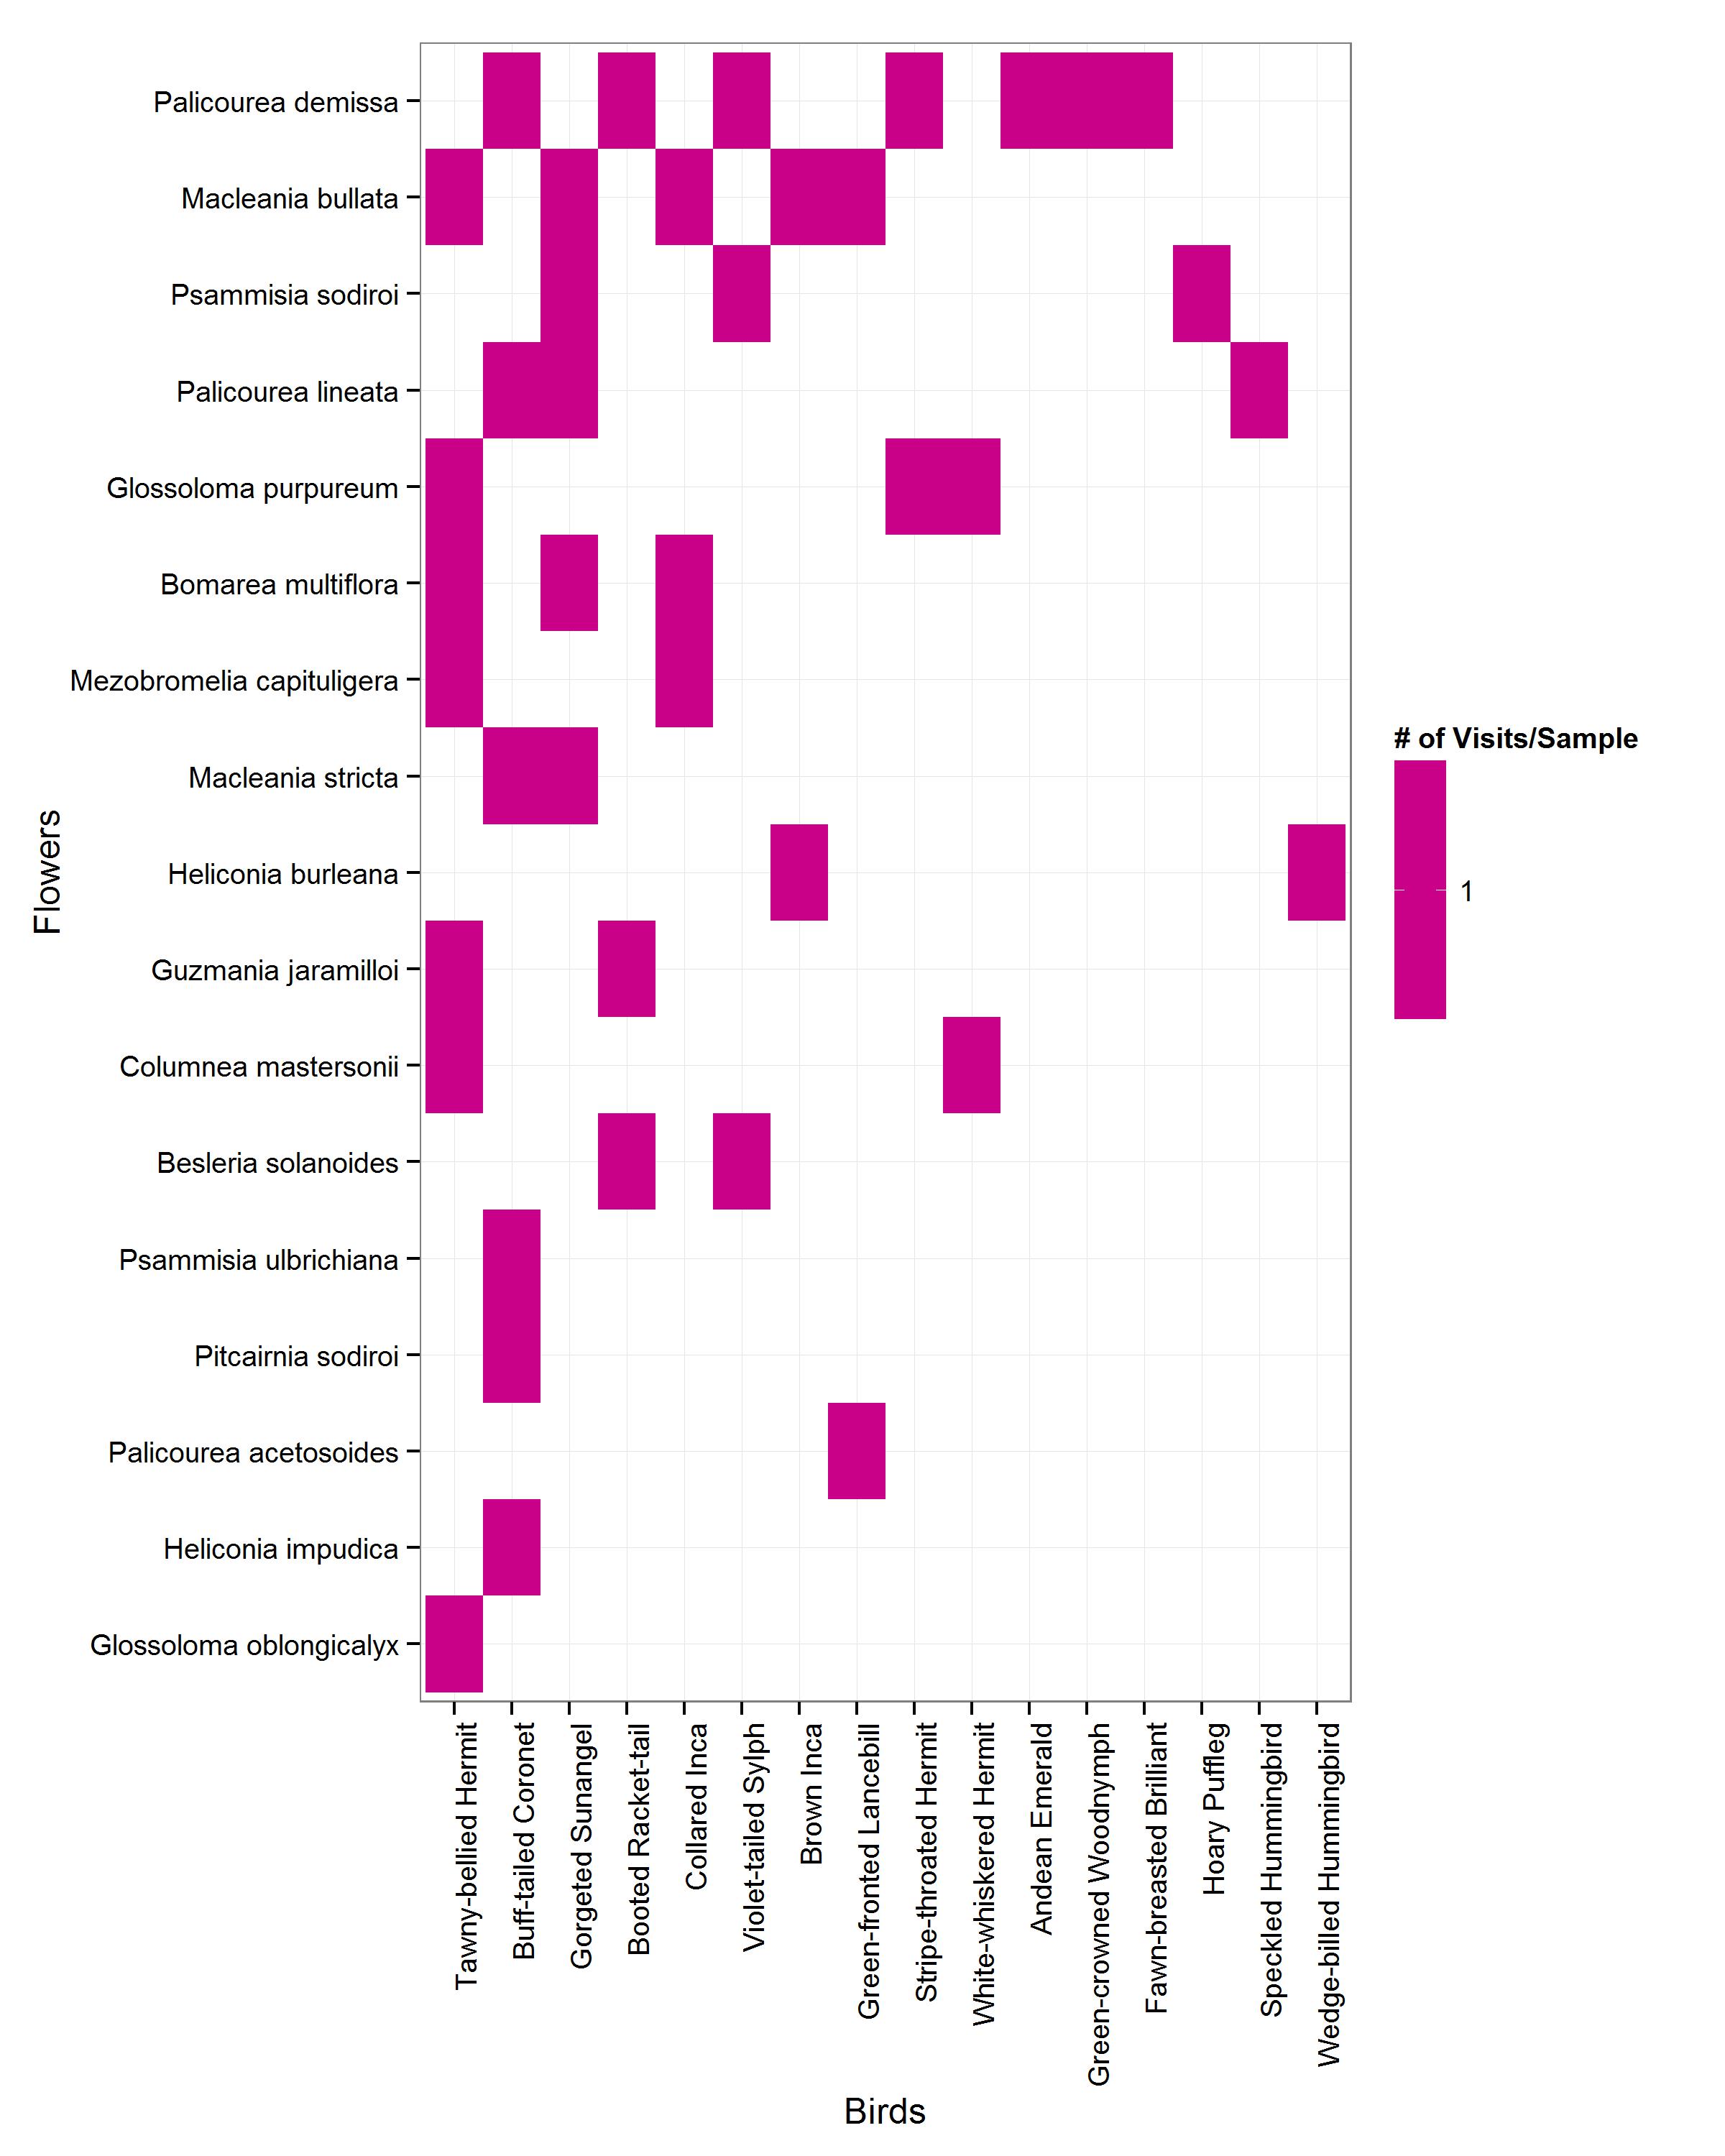 Palicourea demissa
Macleania bullata
Psammisia sodiroi
Palicourea lineata
Glossoloma purpureum
Bomarea multiflora
Mezobromelia capituligera
Macleania stricta
Heliconia burleana
Guzmania jaramilloi
Columnea mastersonii
Besleria solanoides
Psammisia ulbrichiana
Pitcairnia sodiroi
Palicourea acetosoides
Heliconia impudica
Glossoloma oblongicalyx
Flowers
# of Visits/Sample
1
Tawny-bellied Hermit
Buff-tailed Coronet
Gorgeted Sunangel
Booted Racket-tail
Collared Inca
Violet-tailed Sylph
Brown Inca
Green-fronted Lancebill
Stripe-throated Hermit
White-whiskered Hermit
Andean Emerald
Green-crowned Woodnymph
Fawn-breasted Brilliant
Hoary Puffleg
Speckled Hummingbird
Wedge-billed Hummingbird
Birds